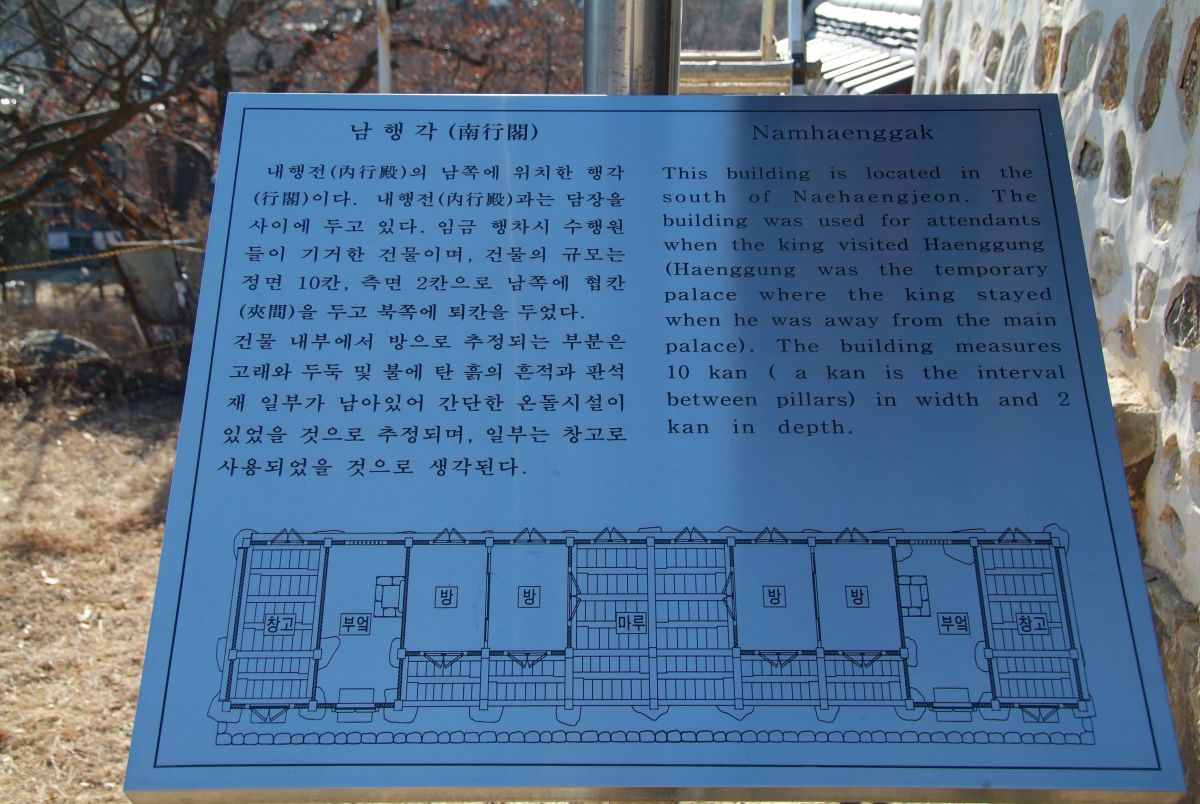 남행각 (南行閣)
내행전(內行殿)의 남쪽에 위치한 행각
(行閣)이다. 내행전(內行殿)과는 담장을
사이에 두고 있다. 임금 행차시 수행원
들이 기거한 건물이며, 건물의 규모는
정면 10칸, 측면 2칸으로 남쪽에 협칸
(夾間)을 두고 북쪽에 퇴칸을 두었다.
건물 내부에서 방으로 추정되는 부분은
고래와 두둑 및 불에 탄 흙의 흔적과 판석
재 일부가 남아있어 간단한 온돌시설이
있었을 것으로 추정되며, 일부는 창고로
사용되었을 것으로 생각된다.
Namhaenggak
This building is located in the
south of Naehaengjeon. The
building was used for attendants
when the king visited Haenggung
(Haenggung was the temporary
palace where the king stayed
when he was away from the main
palace). The building measures
10 kan ( a kan is the interval
between pillars) in width and 2
kan in depth.
창고 부엌 방 방 마루 방 방 부엌 창고